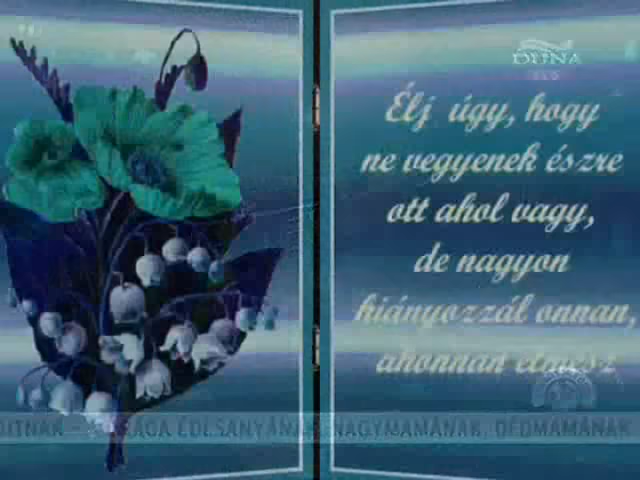 DUNA
Élj úgy, hogy
ne vegyenek észre
ott ahol vagy,
de nagyon
hiányozzál onnan,
ahonnan elmész
ÉDESANYÁNAK, NAGYMAMÁNAK, DÉDMAMÁNAK